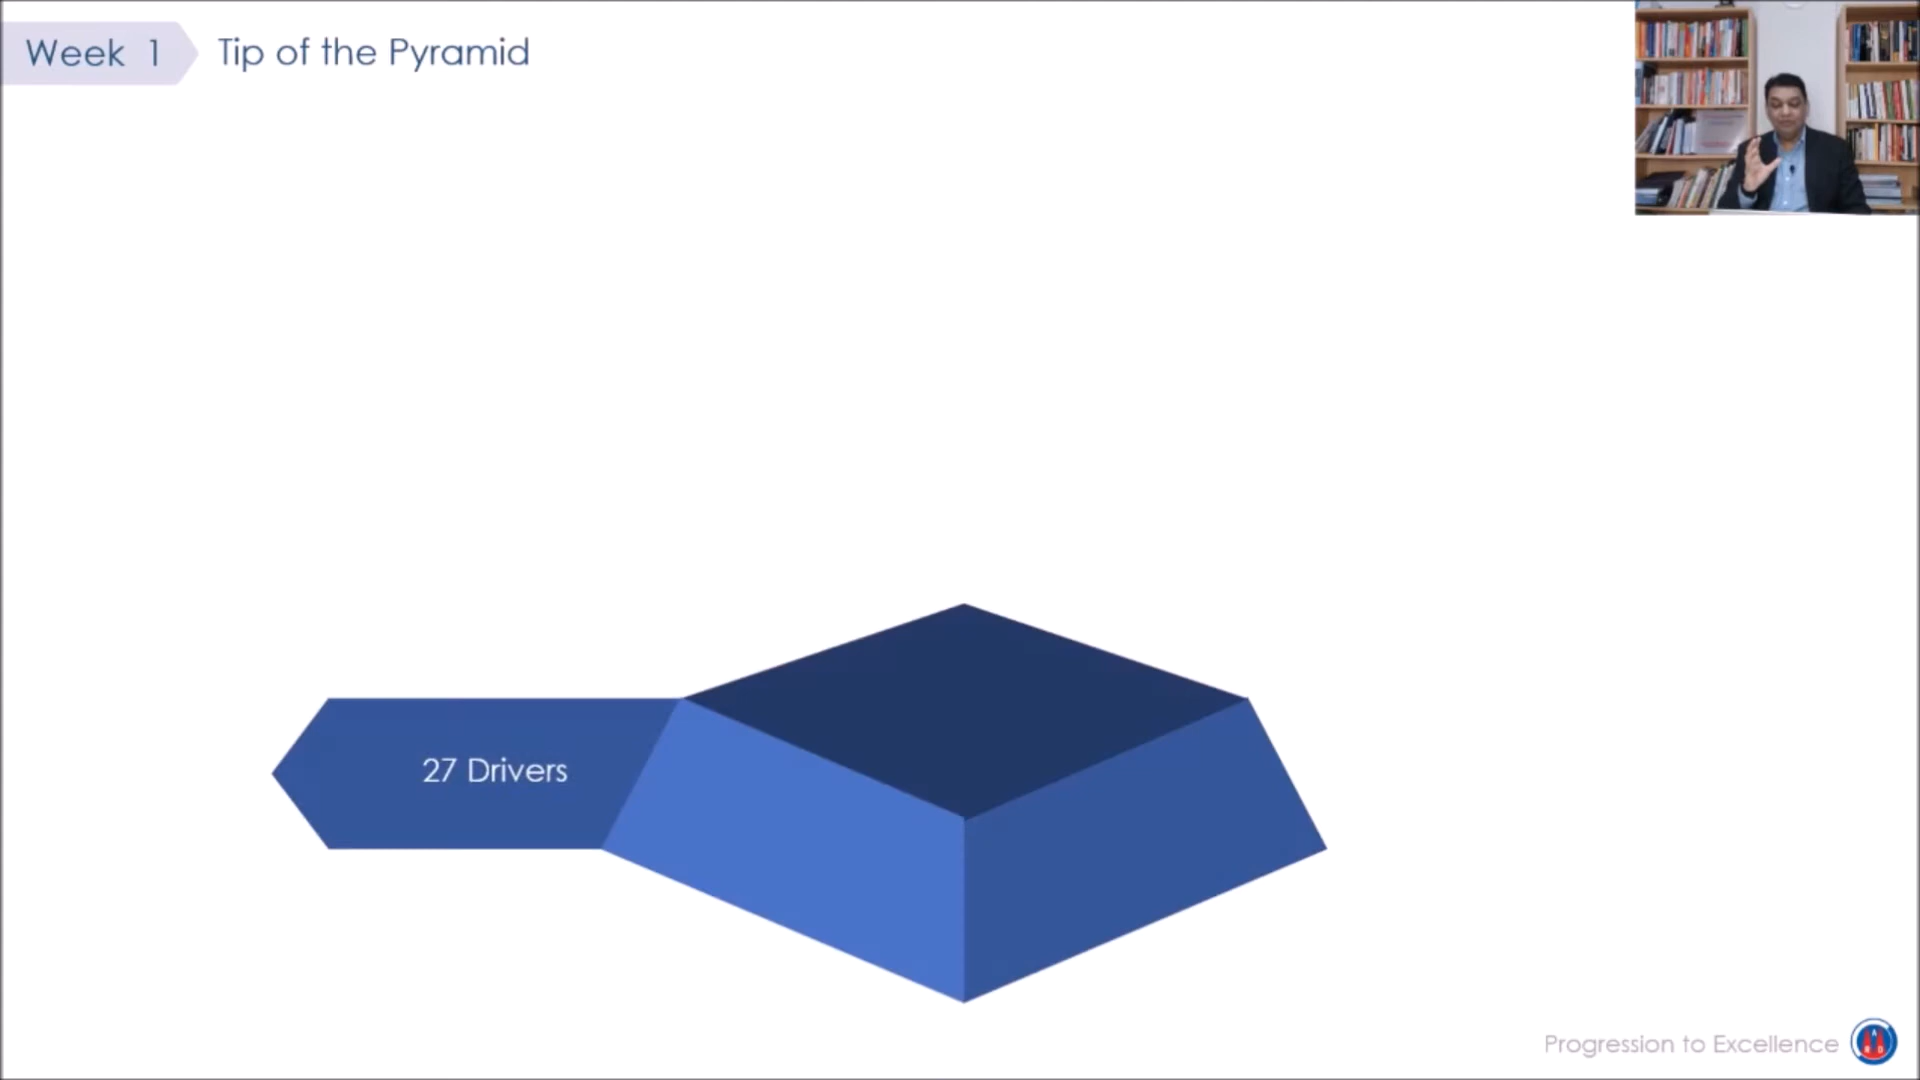 Week 1
Tip of the Pyramid
27 Drivers
Progression to Excellence